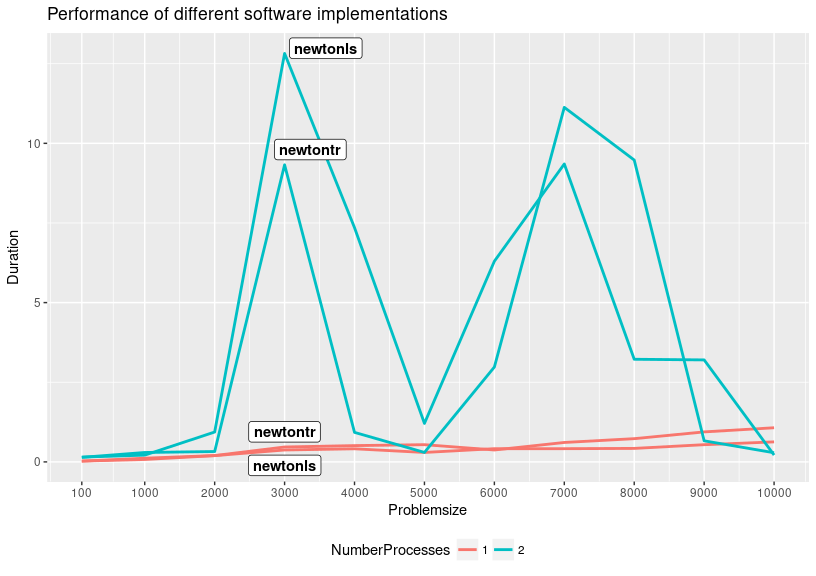 Performance of different software implementations
newtonls
newtontr
newtontr
newtonls
Duration
10
5
0
100 1000 2000 3000 4000 5000 6000 7000 8000 9000 10000
Problemsize
NumberProcesses 1 2